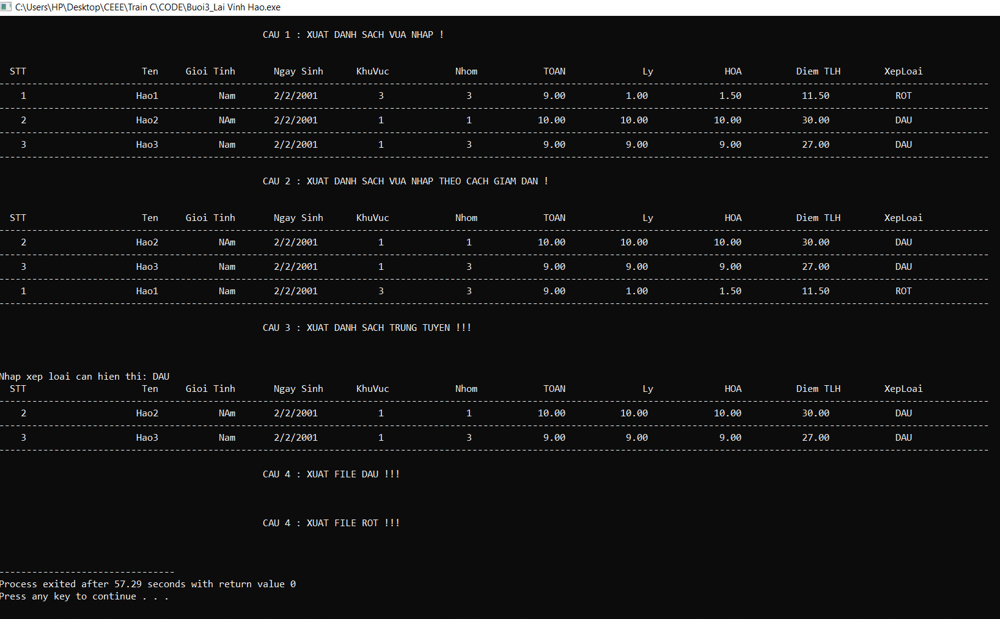 C:\Users\HP\Desktop\CEEE\Train C\CODE\Buoi3_Lai Vinh Hao.exe
CAU 1 : XUAT DANH SACH VUA NHAP !
STT Ten Gioi Tinh Ngay Sinh KhuVuc Nhom TOAN Ly HOA Diem TLH XepLoai
1 Hao1 Nam 2/2/2001 3 3 9.00 1.00 1.50 11.50 ROT
2 Hao2 NAm 2/2/2001 1 1 10.00 10.00 10.00 30.00 DAU
3 Hao3 Nam 2/2/2001 1 3 9.00 9.00 9.00 27.00 DAU
CAU 2 : XUAT DANH SACH VUA NHAP THEO CACH GIAM DAN !
STT Ten Gioi Tinh Ngay Sinh KhuVuc Nhom TOAN Ly HOA Diem TLH XepLoai
2 Hao2 NAm 2/2/2001 1 1 10.00 10.00 10.00 30.00 DAU
3 Hao3 Nam 2/2/2001 1 3 9.00 9.00 9.00 27.00 DAU
1 Hao1 Nam 2/2/2001 3 3 9.00 1.00 1.50 11.50 ROT
CAU 3 : XUAT DANH SACH TRUNG TUYEN !!!
Nhap xep loai can hien thi: DAU
STT Ten Gioi Tinh Ngay Sinh KhuVuc Nhom TOAN Ly HOA Diem TLH XepLoai
2 Hao2 NAm 2/2/2001 1 1 10.00 10.00 10.00 30.00 DAU
3 Hao3 Nam 2/2/2001 1 3 9.00 9.00 9.00 27.00 DAU
CAU 4 : XUAT FILE DAU !!!
CAU 4 : XUAT FILE ROT !!!
--------------------------------
Process exited after 57.29 seconds with return value 0
Press any key to continue . . .